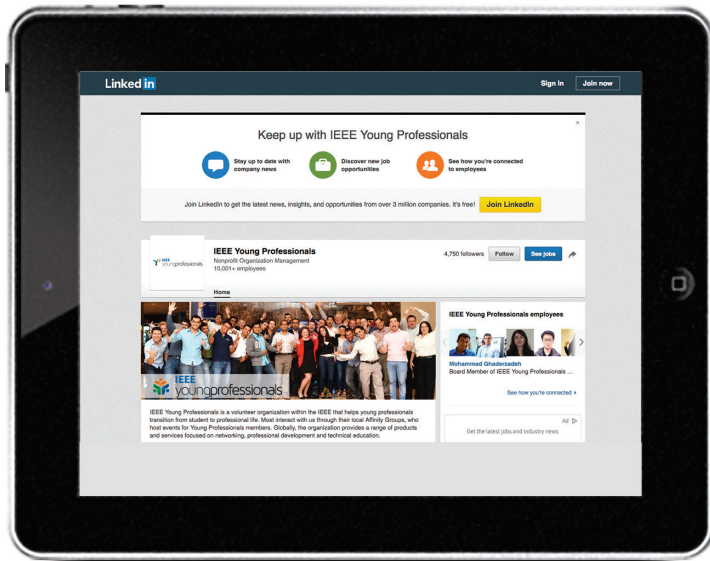 Linked in
Sign in
Join now
×
Keep up with IEEE Young Professionals
Stay up to date with
company news
Discover new job
opportunities
See how you're connected
to employees
Join LinkedIn to get the latest news, insights, and opportunities from over 3 million companies. It's free!
Join LinkedIn
IEEE
youngprofessionals
IEEE Young Professionals
Nonprofit Organization Management
10,001+ employees
4,750 followers
Follow
See jobs
Home
IEEE
youngprofessionals
IEEE Young Professionals is a volunteer organization within the IEEE that helps young professionals
transition from student to professional life. Most interact with us through their local Affinity Groups, who
host events for Young Professionals members. Globally, the organization provides a range of products
and services focused on networking, professional development and technical education.
IEEE Young Professionals employees
Mohammad Ghaderzadeh
Board Member of IEEE Young Professionals ...
See how you're connected
Ad
Get the latest jobs and industry news